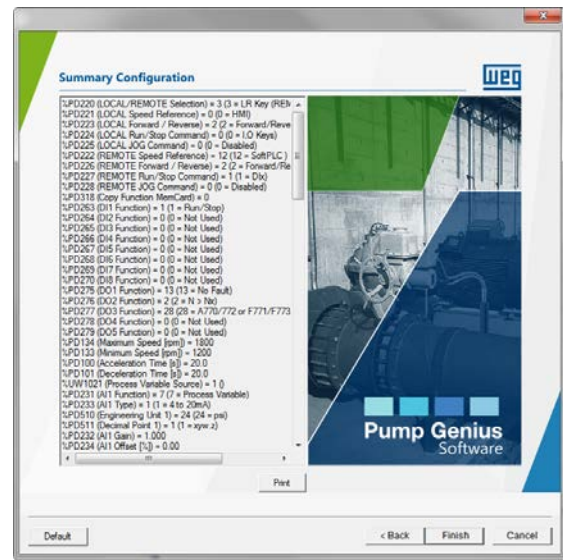 Summary Configuration
weg
%PD220 (LOCAL/REMOTE Selection) = 3 (3 = LR Key (REM
%PD221 (LOCAL Speed Reference) = 0 (0 = HMI)
%PD223 (LOCAL Forward / Reverse) = 2 (2 = Forward/Reve
%PD224 (LOCAL Run/Stop Command) = 0 (0 = I,O Keys)
%PD225 (LOCAL JOG Command) = 0 (0 = Disabled)
%PD222 (REMOTE Speed Reference) = 12 (12 = SoftPLC )
%PD226 (REMOTE Forward / Reverse) = 2 (2 = Forward/Re
%PD227 (REMOTE Run/Stop Command) = 1 (1 = DIx)
%PD228 (REMOTE JOG Command) = 0 (0 = Disabled)
%PD318 (Copy Function MemCard) = 0
%PD263 (DI1 Function) = 1 (1 = Run/Stop)
%PD264 (DI2 Function) = 0 (0 = Not Used)
%PD265 (DI3 Function) = 0 (0 = Not Used)
%PD266 (DI4 Function) = 0 (0 = Not Used)
%PD267 (DI5 Function) = 0 (0 = Not Used)
%PD268 (DI6 Function) = 0 (0 = Not Used)
%PD269 (DI7 Function) = 0 (0 = Not Used)
%PD270 (DI8 Function) = 0 (0 = Not Used)
%PD275 (DO1 Function) = 13 (13 = No Fault)
%PD276 (DO2 Function) = 2 (2 = N > Nx)
%PD277 (DO3 Function) = 28 (28 = A770/772 or F771/F773
%PD278 (DO4 Function) = 0 (0 = Not Used)
%PD279 (DO5 Function) = 0 (0 = Not Used)
%PD134 (Maximum Speed [rpm]) = 1800
%PD133 (Minimum Speed [rpm]) = 1200
%PD100 (Acceleration Time [s]) = 20.0
%PD101 (Deceleration Time [s]) = 20.0
%UW1021 (Process Variable Source) = 1 ()
%PD231 (AI1 Function) = 7 (7 = Process Variable)
%PD233 (AI1 Type) = 1 (1 = 4 to 20mA)
%PD510 (Engineering Unit 1) = 24 (24 = psi)
%PD511 (Decimal Point 1) = 1 (1 = xyw.z)
%PD232 (AI1 Gain) = 1.000
%PD234 (AI1 Offset [%]) = 0.00
Pump Genius
Software
Print
Default
< Back
Finish
Cancel